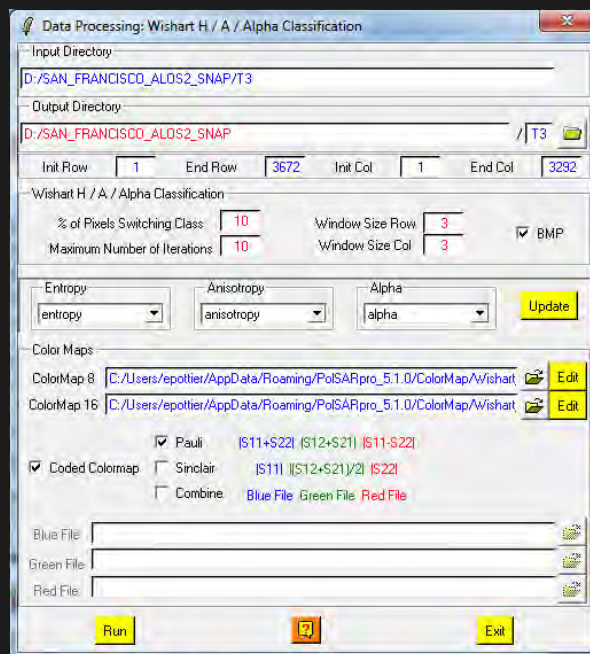 Data Processing: Wishart H / A / Alpha Classification
Input Directory
D:/SAN_FRANCISCO_ALOS2_SNAP/T3
Output Directory
D:/SAN_FRANCISCO_ALOS2_SNAP / T3
Init Row 1 End Row 3672 Init Col 1 End Col 3292
Wishart H / A / Alpha Classification
% of Pixels Switching Class 10 Window Size Row 3
Maximum Number of Iterations 10 Window Size Col 3
BMP
Entropy Anisotropy Alpha
entropy anisotropy alpha Update
Color Maps
ColorMap 8 C:/Users/epottier/AppData/Roaming/PolSARpro_5.1.0/ColorMap/Wishart_ Edit
ColorMap 16 C:/Users/epottier/AppData/Roaming/PolSARpro_5.1.0/ColorMap/Wishart_ Edit
Pauli |S11+S22| |S12+S21| |S11-S22|
Coded Colormap Sinclair |S11| |(S12+S21)/2| |S22|
Combine Blue File Green File Red File
Blue File
Green File
Red File
Run ? Exit